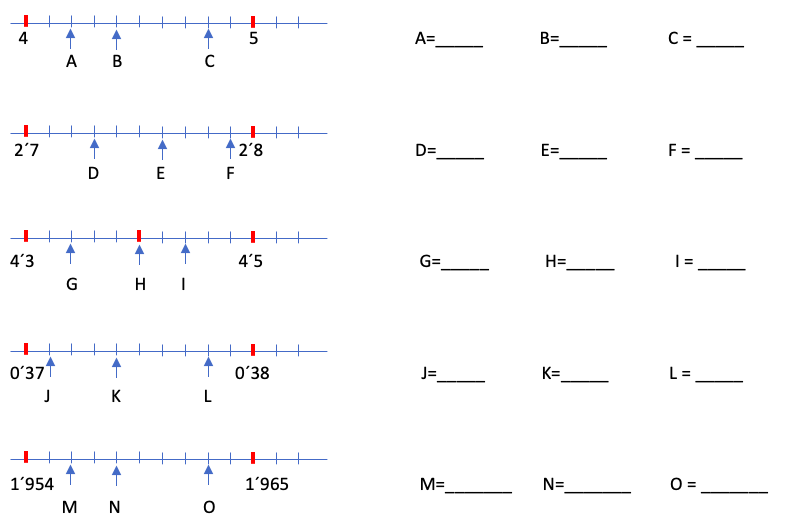 4 5
A B C
A=_____ B=_____ C = _____
2´7 2´8
D E F
D=_____ E=_____ F = _____
4´3 4´5
G H I
G=_____ H=_____ I = _____
0´37 0´38
J K L
J=_____ K=_____ L = _____
1´954 1´965
M N O
M=_______ N=_______ O = _______